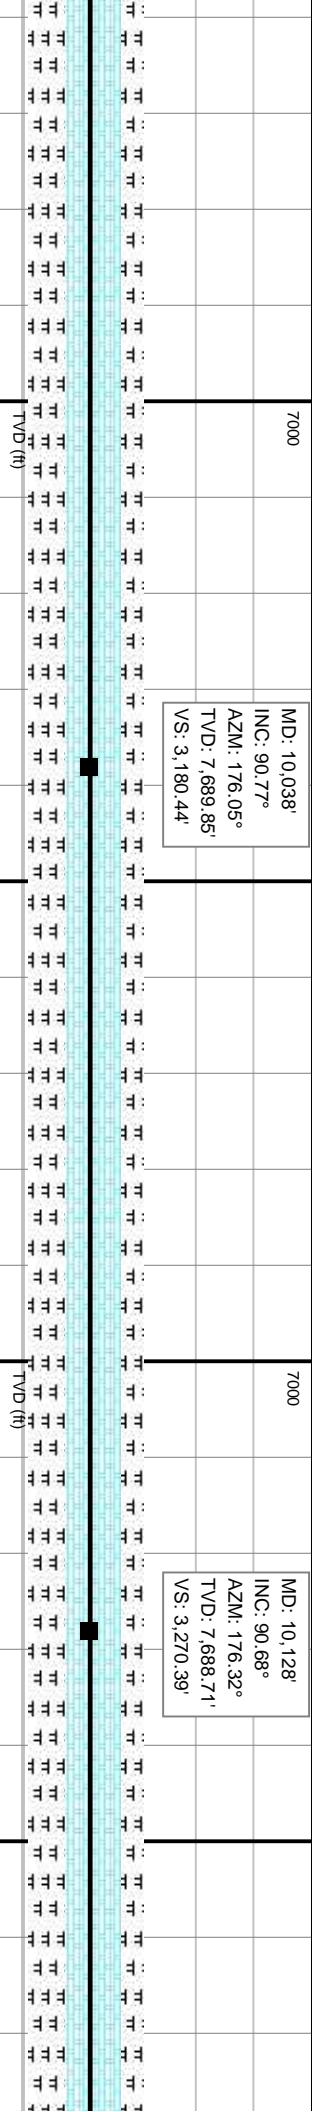 7000
TVD (ft)
MD: 10,038'
INC: 90.77°
AZM: 176.05°
TVD: 7,689.85'
VS: 3,180.44'
7000
TVD (ft)
MD: 10,128'
INC: 90.68°
AZM: 176.32°
TVD: 7,688.71'
VS: 3,270.39'